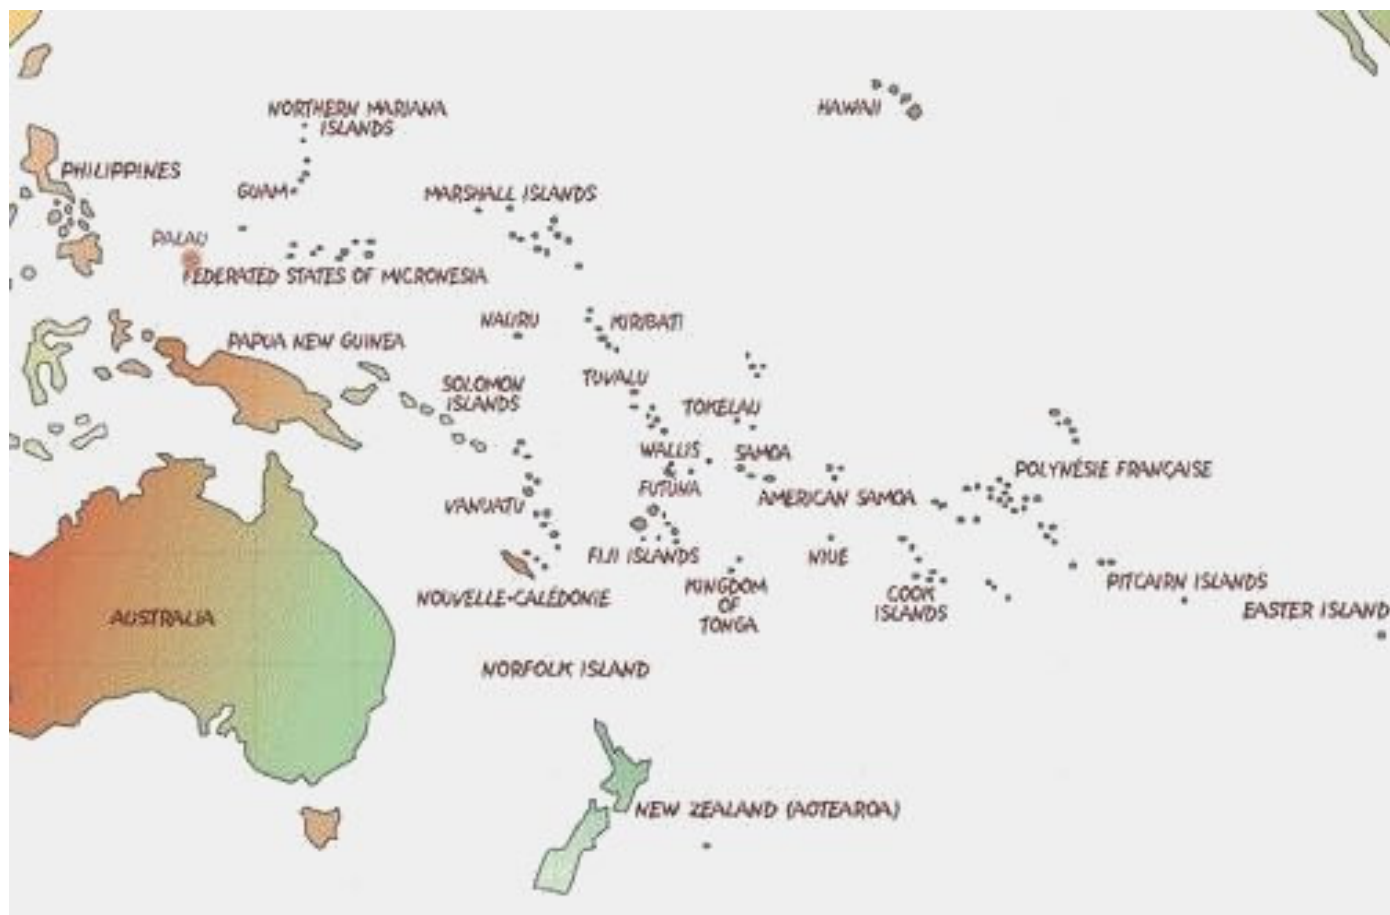 NORTHERN MARIANA
ISLANDS
HAWAII
PHILIPPINES
GUAM
MARSHALL ISLANDS
PALAU
FEDERATED STATES OF MICRONESIA
NAURU
KIRIBATI
PAPUA NEW GUINEA
SOLOMON
ISLANDS
TUVALU
TOKELAU
WALLIS
FUTUNA
SAMOA
POLYNÉSIE FRANÇAISE
AMERICAN SAMOA
VANUATU
FIJI ISLANDS
NIUE
NOUVELLE-CALÉDONIE
KINGDOM
OF
TONGA
COOK
ISLANDS
PITCAIRN ISLANDS
EASTER ISLAND
AUSTRALIA
NORFOLK ISLAND
NEW ZEALAND (AOTEAROA)